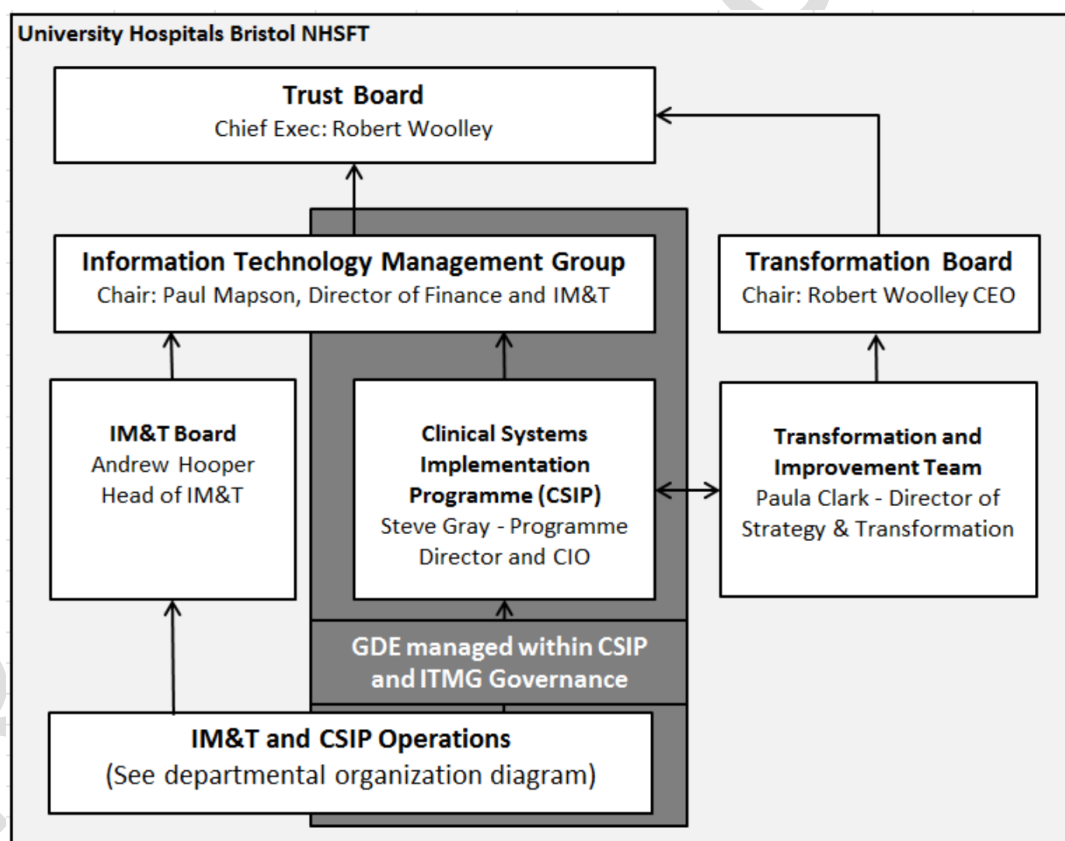 University Hospitals Bristol NHSFT
Trust Board
Chief Exec: Robert Woolley
Information Technology Management Group
Chair: Paul Mapson, Director of Finance and IM&T
Transformation Board
Chair: Robert Woolley CEO
IM&T Board
Andrew Hooper
Head of IM&T
Clinical Systems
Implementation
Programme (CSIP)
Steve Gray - Programme
Director and CIO
Transformation and
Improvement Team
Paula Clark - Director of
Strategy & Transformation
GDE managed within CSIP
and ITMG Governance
IM&T and CSIP Operations
(See departmental organization diagram)